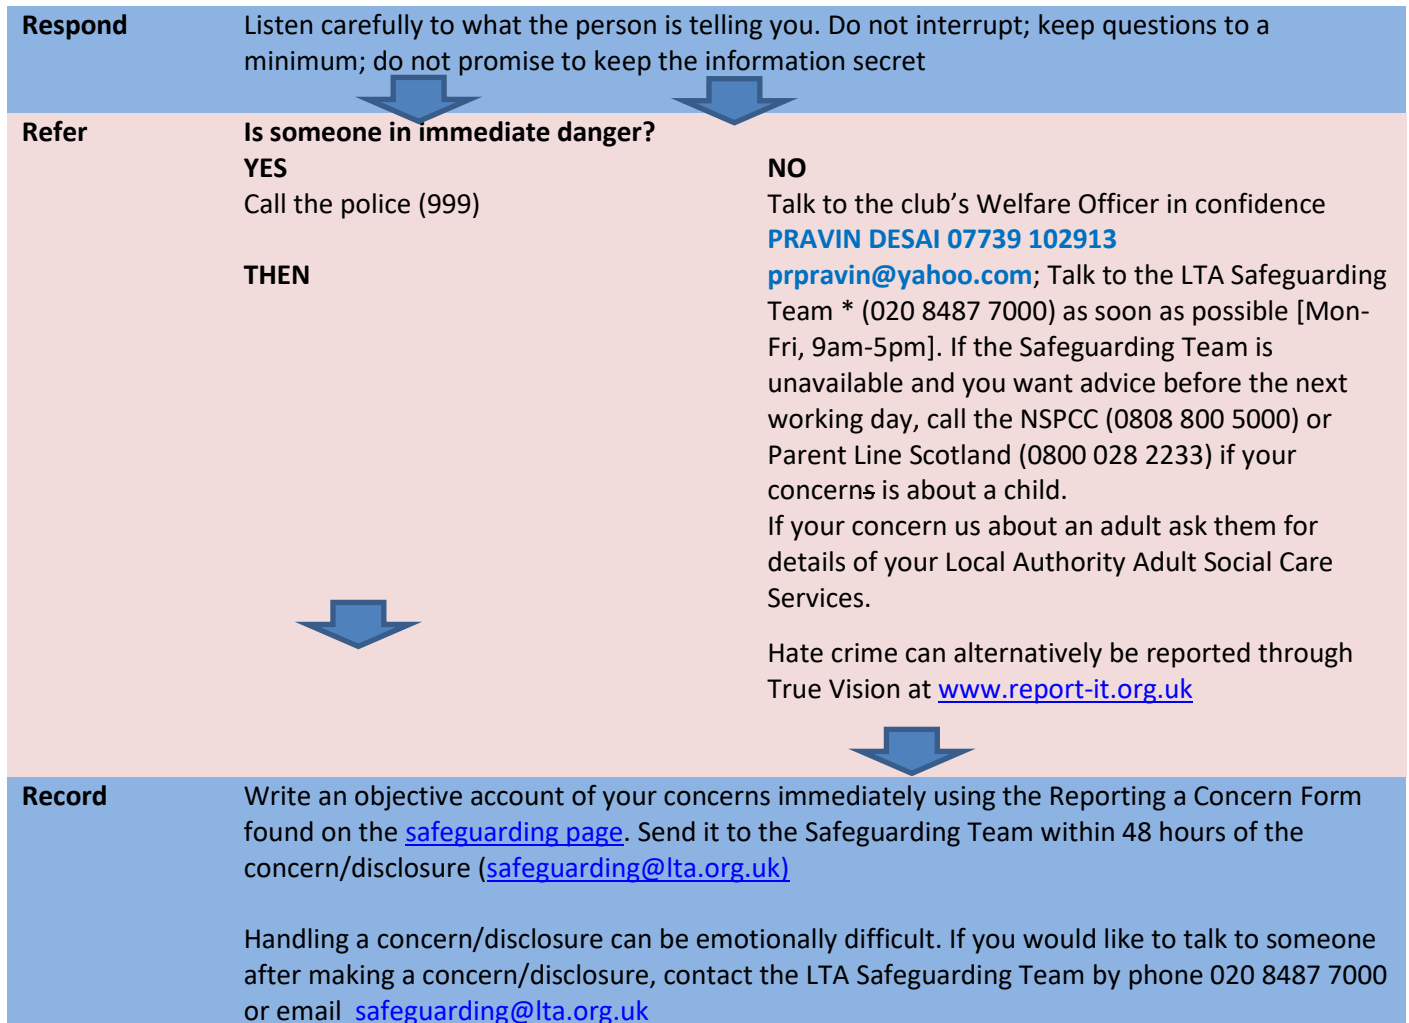 Respond
Listen carefully to what the person is telling you. Do not interrupt; keep questions to a
minimum; do not promise to keep the information secret
Refer
Is someone in immediate danger?
YES
Call the police (999)
THEN
NO
Talk to the club’s Welfare Officer in confidence
PRAVIN DESAI 07739 102913
prpravin@yahoo.com; Talk to the LTA Safeguarding
Team * (020 8487 7000) as soon as possible [Mon-
Fri, 9am-5pm]. If the Safeguarding Team is
unavailable and you want advice before the next
working day, call the NSPCC (0808 800 5000) or
Parent Line Scotland (0800 028 2233) if your
concerns is about a child.
If your concern us about an adult ask them for
details of your Local Authority Adult Social Care
Services.
Hate crime can alternatively be reported through
True Vision at www.report-it.org.uk
Record
Write an objective account of your concerns immediately using the Reporting a Concern Form
found on the safeguarding page. Send it to the Safeguarding Team within 48 hours of the
concern/disclosure (safeguarding@lta.org.uk)
Handling a concern/disclosure can be emotionally difficult. If you would like to talk to someone
after making a concern/disclosure, contact the LTA Safeguarding Team by phone 020 8487 7000
or email safeguarding@lta.org.uk